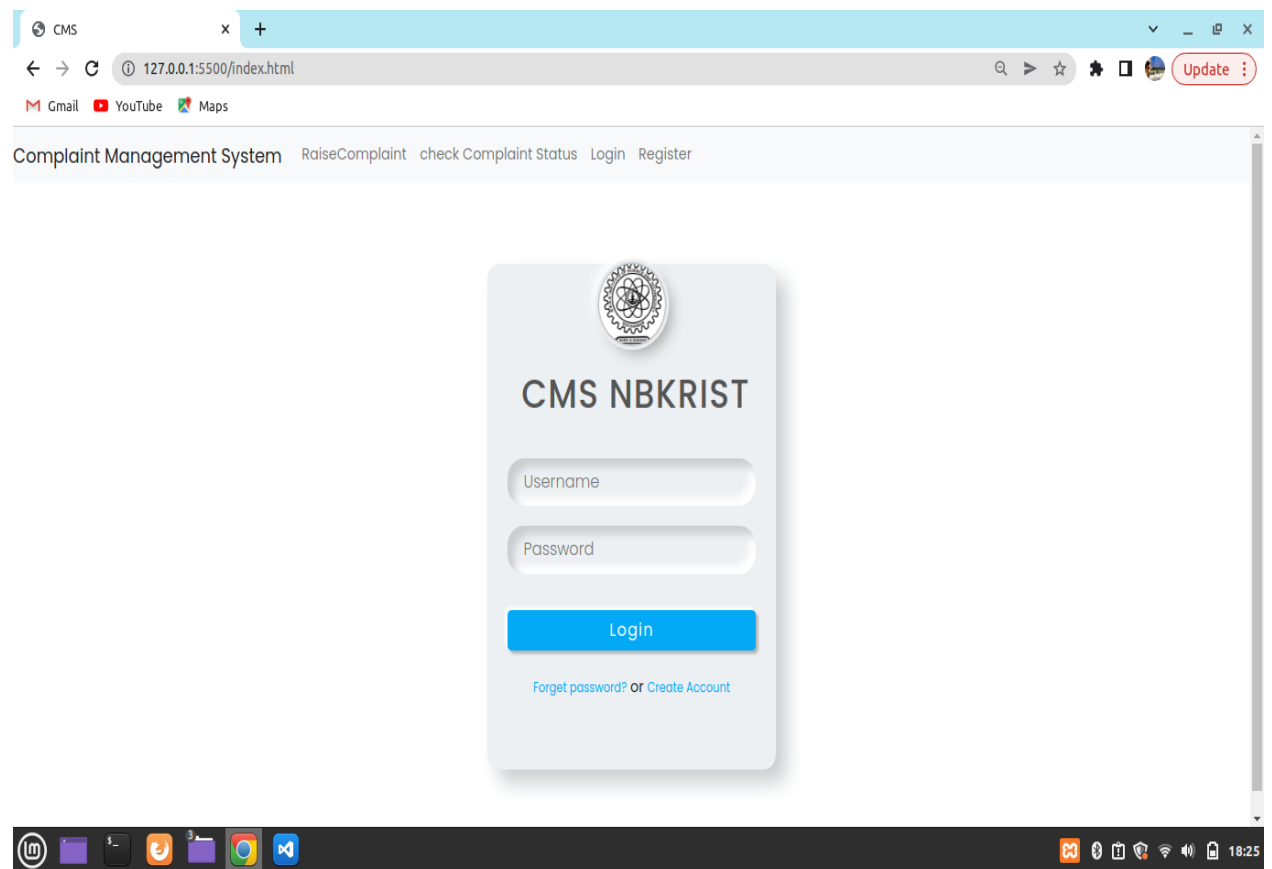 CMS
127.0.0.1:5500/index.html
Update
Gmail YouTube Maps
Complaint Management System RaiseComplaint check Complaint Status Login Register
CMS NBKRIST
Username
Password
Login
Forget password? or Create Account
3
18:25